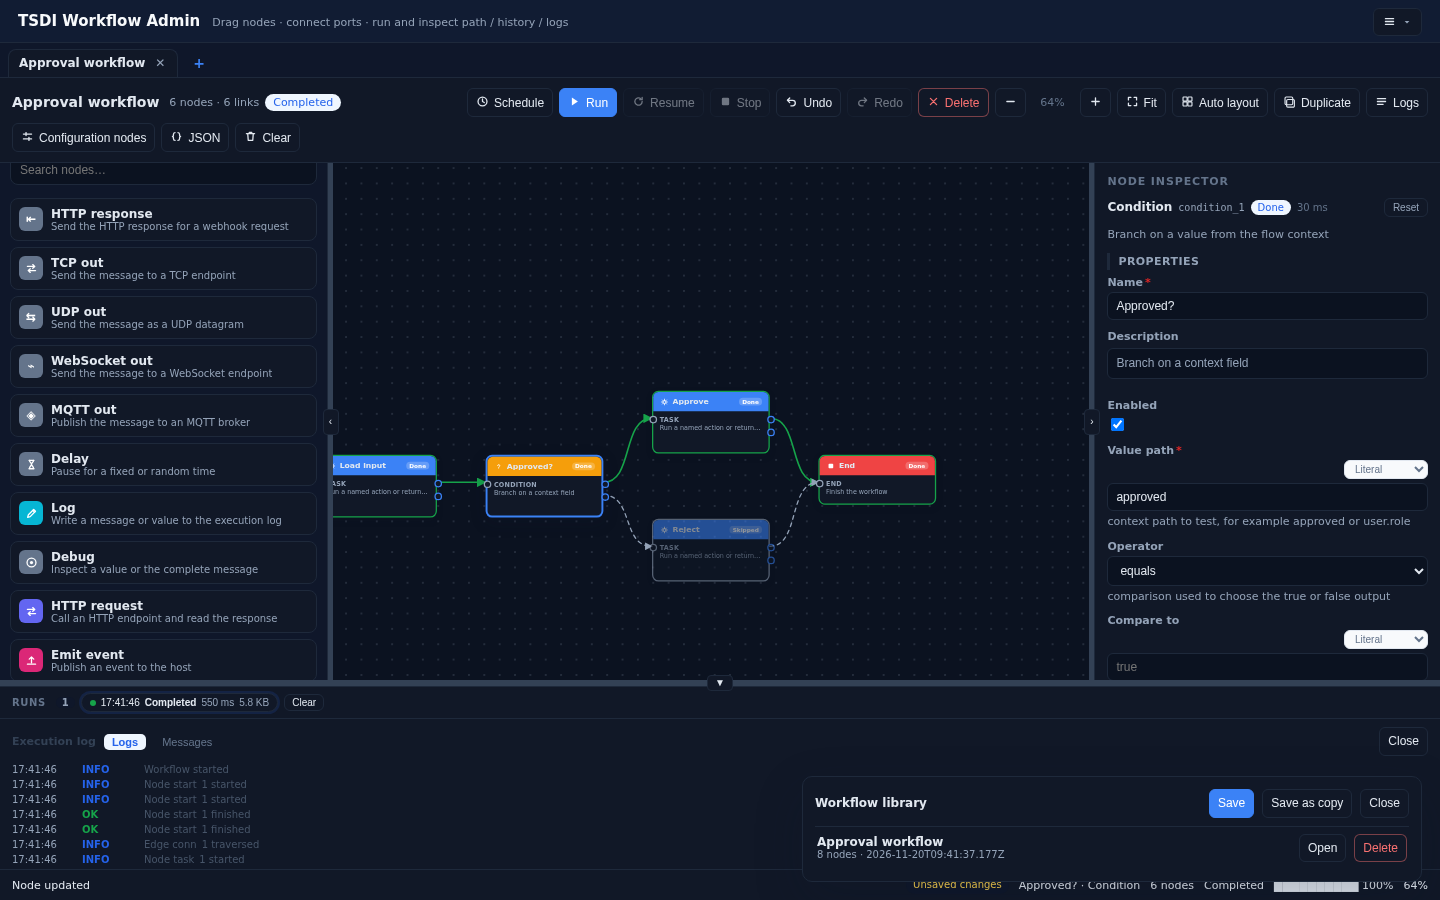 TSDI Workflow Admin Drag nodes · connect ports · run and inspect path / history / logs
Approval workflow × +
Approval workflow 6 nodes · 6 links Completed Schedule Run Resume Stop Undo Redo Delete − 64% + Fit Auto layout Duplicate Logs
Configuration nodes {} JSON Clear
Search nodes…
HTTP response
Send the HTTP response for a webhook request
TCP out
Send the message to a TCP endpoint
UDP out
Send the message as a UDP datagram
WebSocket out
Send the message to a WebSocket endpoint
MQTT out
Publish the message to an MQTT broker
Delay
Pause for a fixed or random time
Log
Write a message or value to the execution log
Debug
Inspect a value or the complete message
HTTP request
Call an HTTP endpoint and read the response
Emit event
Publish an event to the host
Load input Done
ASK
un a named action or return...
Approved? Done
CONDITION
Branch on a context field
Approve Done
TASK
Run a named action or return...
Reject Skipped
TASK
Run a named action or return...
End Done
END
Finish the workflow
NODE INSPECTOR
Condition condition_1 Done 30 ms Reset
Branch on a value from the flow context
PROPERTIES
Name *
Approved?
Description
Branch on a context field
Enabled
Value path *
Literal
approved
context path to test, for example approved or user.role
Operator
equals
comparison used to choose the true or false output
Compare to
Literal
true
RUNS 1 17:41:46 Completed 550 ms 5.8 KB Clear
Execution log Logs Messages Close
17:41:46 INFO Workflow started
17:41:46 INFO Node start_1 started
17:41:46 INFO Node start_1 started
17:41:46 OK Node start_1 finished
17:41:46 OK Node start_1 finished
17:41:46 INFO Edge conn_1 traversed
17:41:46 INFO Node task_1 started
Workflow library Save Save as copy Close
Approval workflow
8 nodes · 2026-11-20T09:41:37.177Z
Open Delete
Node updated Unsaved changes Approved? · Condition 6 nodes Completed 100% 64%